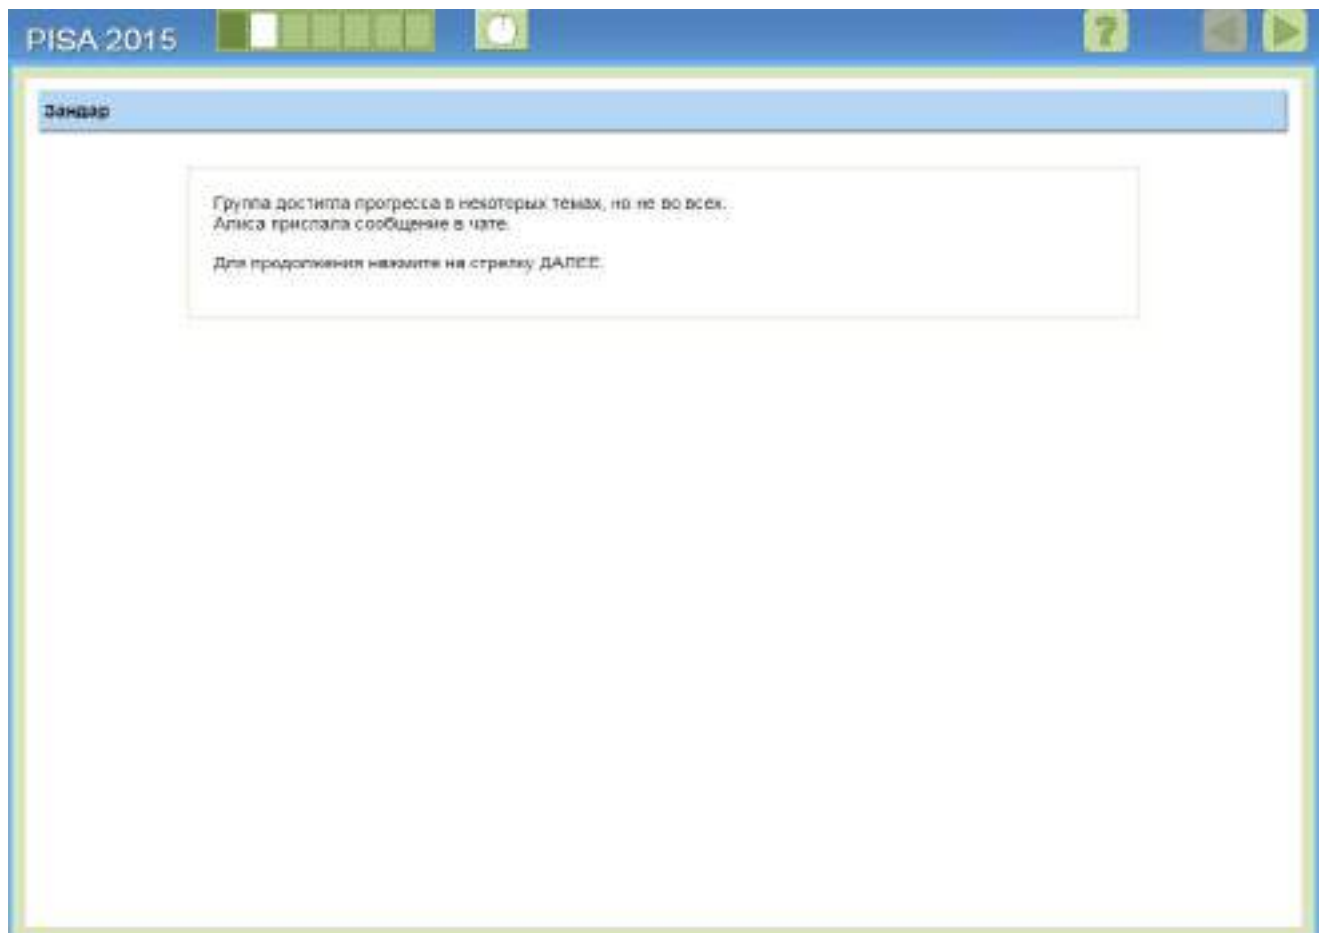 PISA 2015
?
Зандар
Группа достигла прогресса в некоторых темах, но не во всех.
Алиса прислала сообщение в чате.
Для продолжения нажмите на стрелку ДАЛЕЕ.